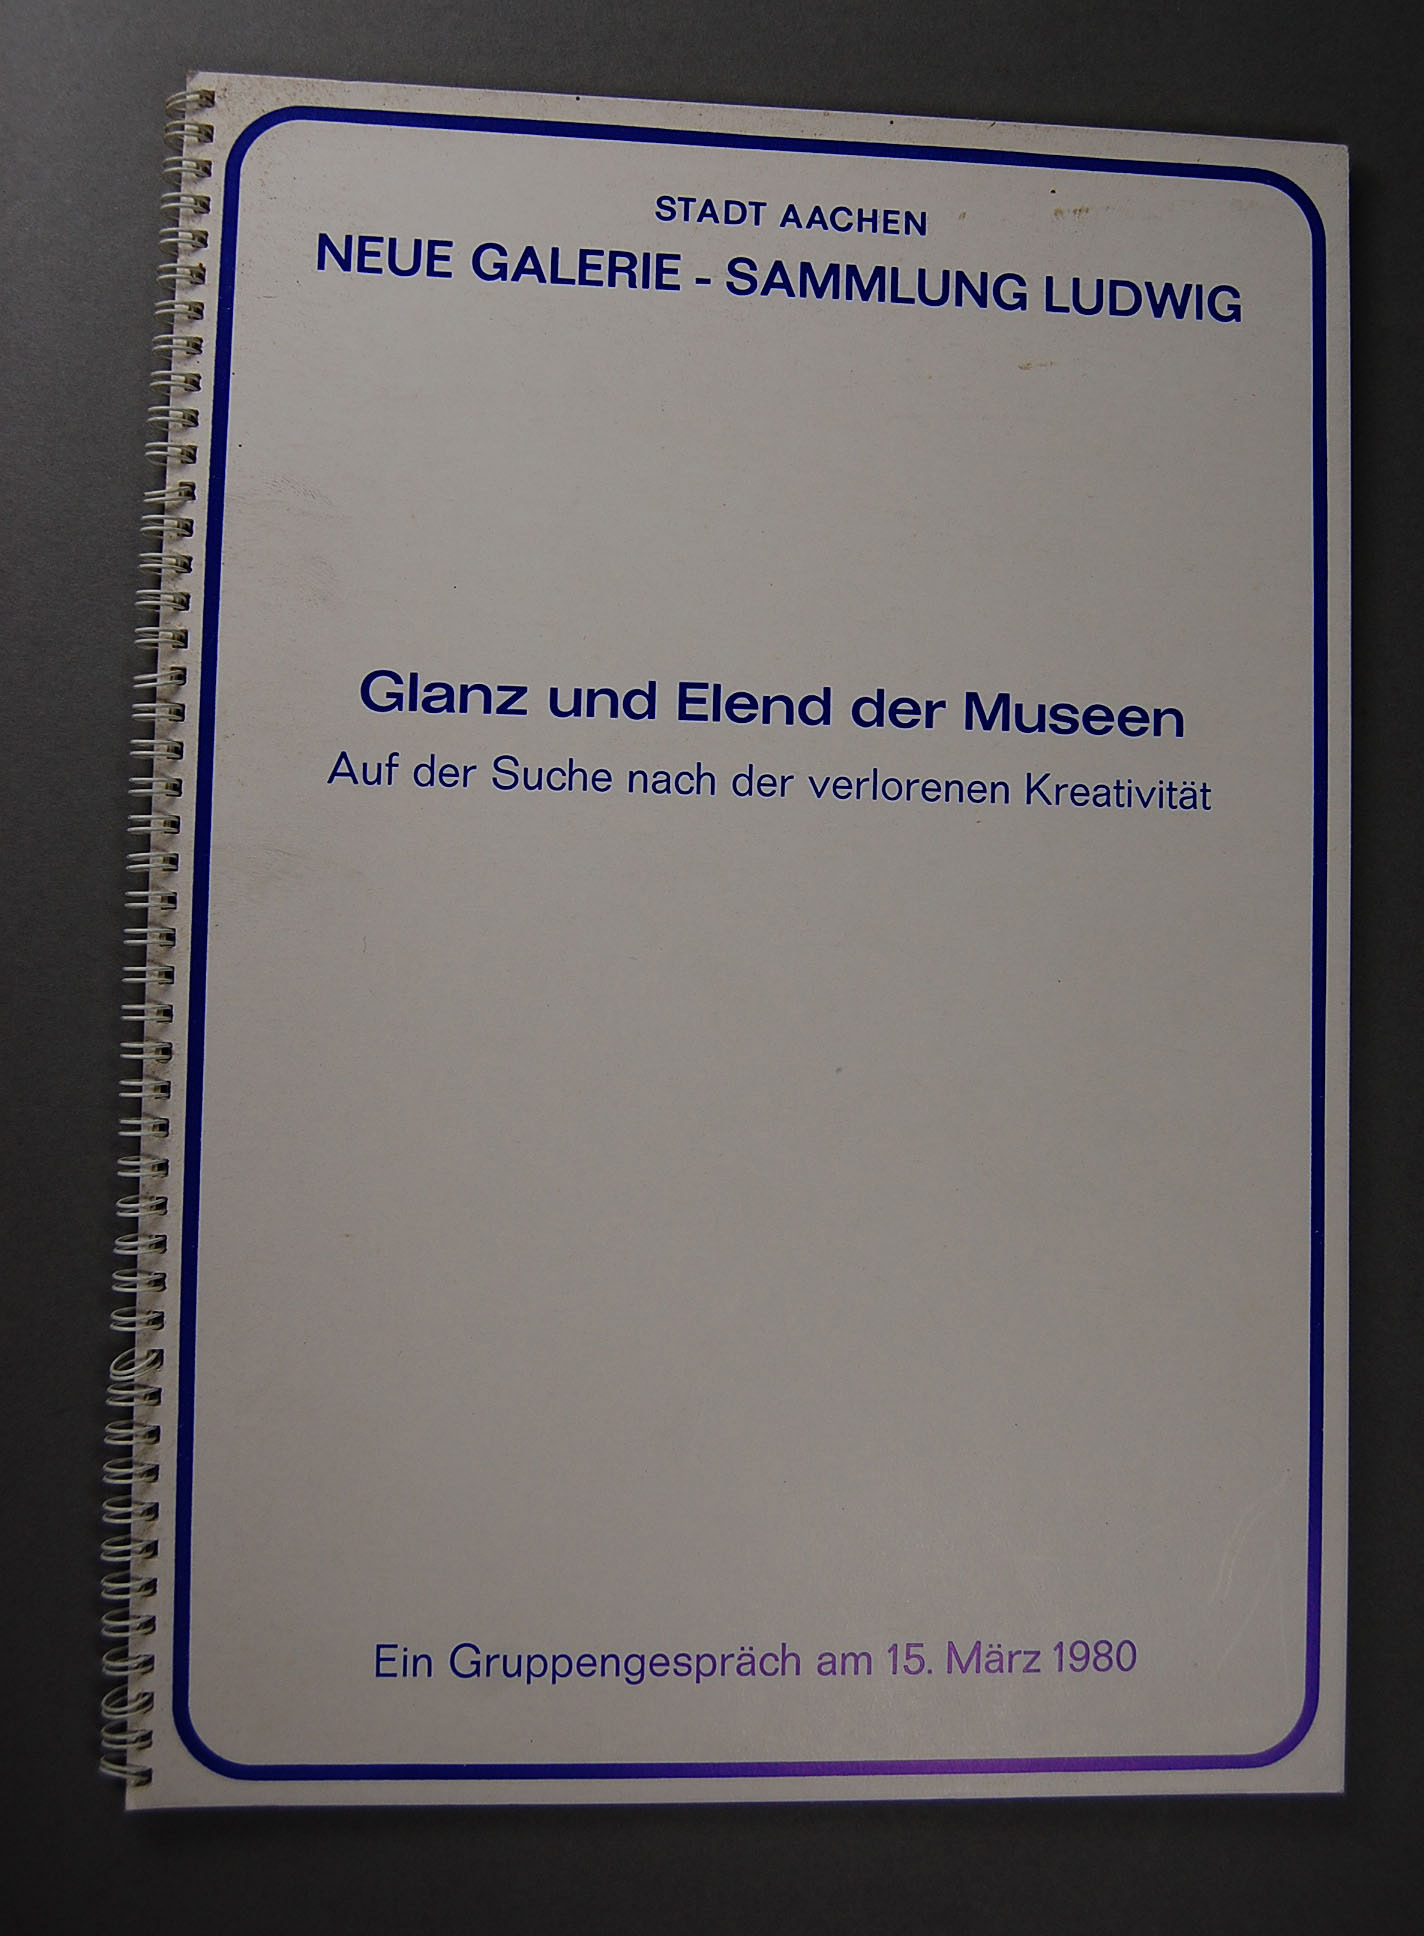 STADT AACHEN
NEUE GALERIE - SAMMLUNG LUDWIG
Glanz und Elend der Museen
Auf der Suche nach der verlorenen Kreativität
Ein Gruppengespräch am 15. März 1980